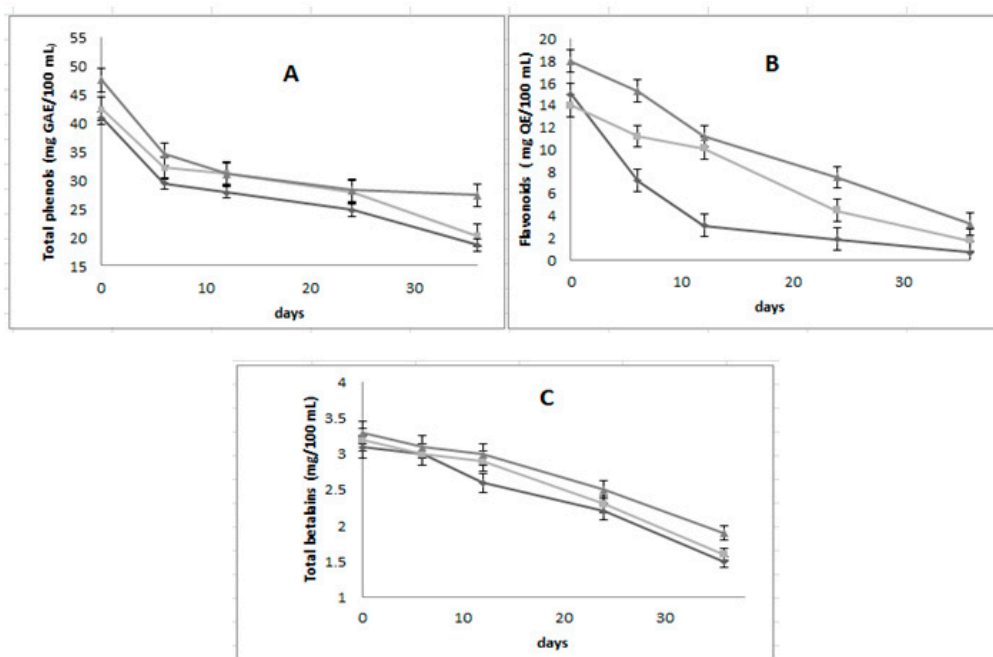 A
Total phenols (mg GAE/100 mL)
55
50
45
40
35
30
25
20
15
0 10 20 30
days
B
Flavonoids ( mg QE/100 mL)
20
18
16
14
12
10
8
6
4
2
0
0 10 20 30
days
C
Total betalains (mg/100 mL)
4
3.5
3
2.5
2
1.5
1
0 10 20 30
days